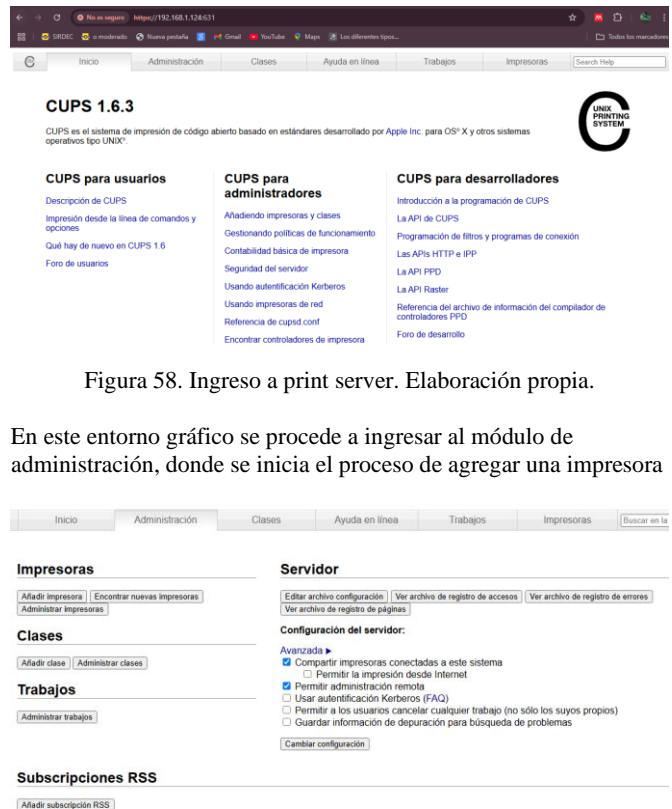 No es seguro https://192.168.1.124:631
SIRDEC o moderado Nueva pestaña Gmail YouTube Maps Los diferentes tipos... Todos los marcadores
Inicio Administración Clases Ayuda en línea Trabajos Impresoras Search Help
CUPS 1.6.3
CUPS es el sistema de impresión de código abierto basado en estándares desarrollado por Apple Inc. para OS® X y otros sistemas
operativos tipo UNIX®.
UNIX
PRINTING
SYSTEM
CUPS para usuarios
Descripción de CUPS
Impresión desde la línea de comandos y
opciones
Qué hay de nuevo en CUPS 1.6
Foro de usuarios
CUPS para
administradores
Añadiendo impresoras y clases
Gestionando políticas de funcionamiento
Contabilidad básica de impresora
Seguridad del servidor
Usando autentificación Kerberos
Usando impresoras de red
Referencia de cupsd.conf
Encontrar controladores de impresora
CUPS para desarrolladores
Introducción a la programación de CUPS
La API de CUPS
Programación de filtros y programas de conexión
Las APIs HTTP e IPP
La API PPD
La API Raster
Referencia del archivo de información del compilador de
controladores PPD
Foro de desarrollo
Figura 58. Ingreso a print server. Elaboración propia.
En este entorno gráfico se procede a ingresar al módulo de
administración, donde se inicia el proceso de agregar una impresora
Inicio Administración Clases Ayuda en línea Trabajos Impresoras Buscar en la
Impresoras
Añadir impresora Encontrar nuevas impresoras
Administrar impresoras
Clases
Añadir clase Administrar clases
Trabajos
Administrar trabajos
Servidor
Editar archivo configuración Ver archivo de registro de accesos Ver archivo de registro de errores
Ver archivo de registro de páginas
Configuración del servidor:
Avanzada ▶
Compartir impresoras conectadas a este sistema
Permitir la impresión desde Internet
Permitir administración remota
Usar autentificación Kerberos (FAQ)
Permitir a los usuarios cancelar cualquier trabajo (no sólo los suyos propios)
Guardar información de depuración para búsqueda de problemas
Cambiar configuración
Subscripciones RSS
Añadir subscripción RSS